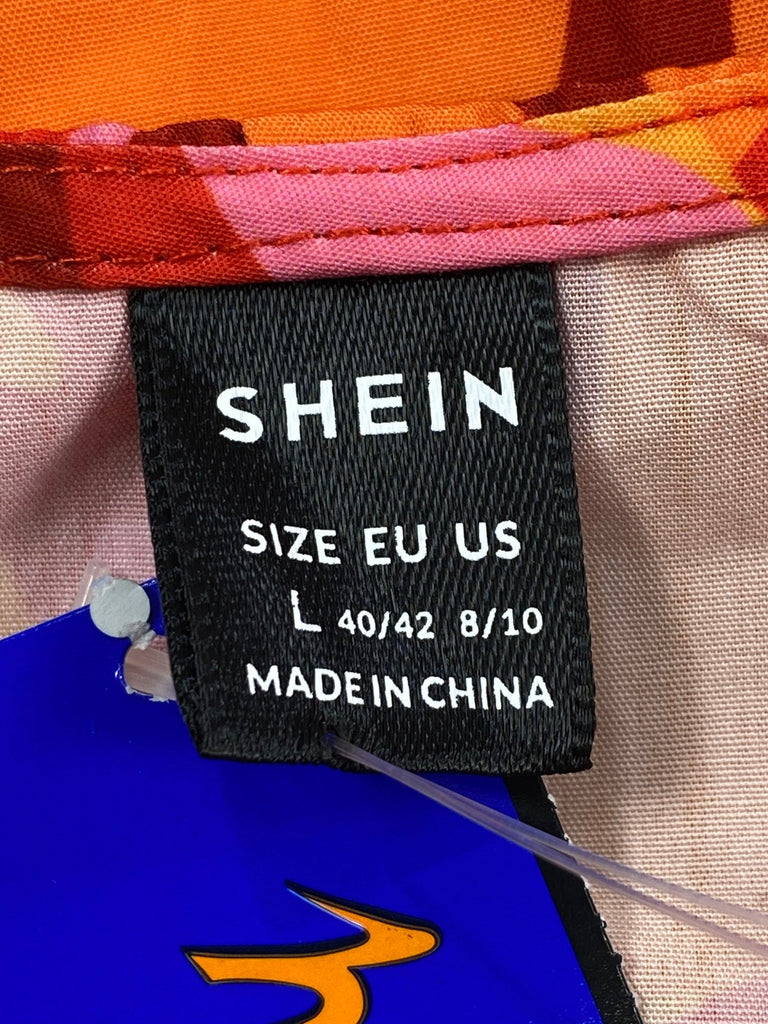 SHEIN
SIZE EU US
L 40/42 8/10
MADE IN CHINA